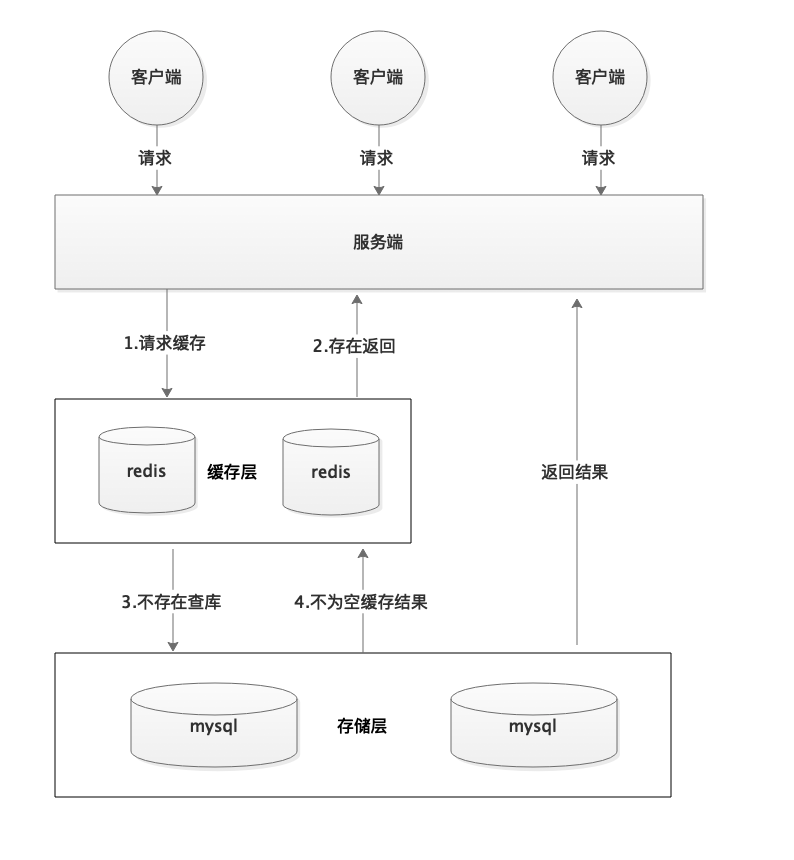 客户端
客户端
客户端
请求
请求
请求
服务端
1.请求缓存
2.存在返回
redis
缓存层
redis
返回结果
3.不存在查库
4.不为空缓存结果
mysql
存储层
mysql